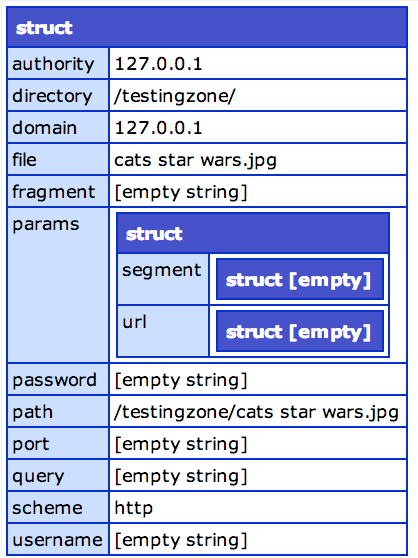 struct
authority 127.0.0.1
directory /testingzone/
domain 127.0.0.1
file cats star wars.jpg
fragment [empty string]
params struct
segment struct [empty]
url struct [empty]
password [empty string]
path /testingzone/cats star wars.jpg
port [empty string]
query [empty string]
scheme http
username [empty string]